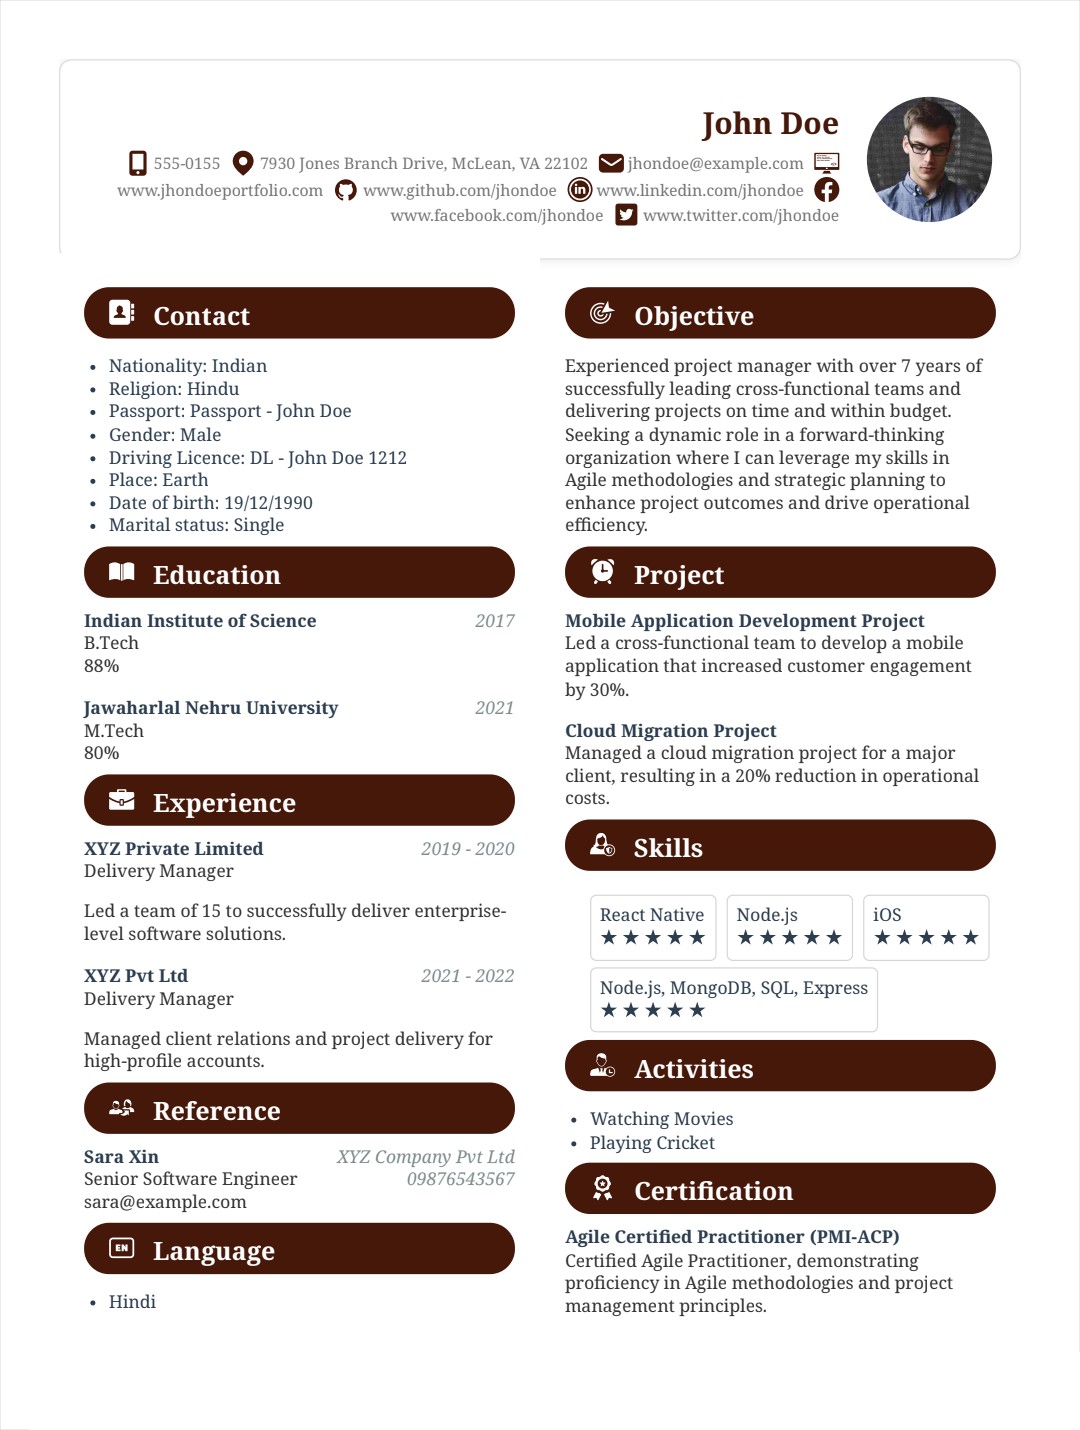 John Doe
555-0155 7930 Jones Branch Drive, McLean, VA 22102 jhondoe@example.com
www.jhondoeportfolio.com www.github.com/jhondoe www.linkedin.com/jhondoe
www.facebook.com/jhondoe www.twitter.com/jhondoe
Contact
• Nationality: Indian
• Religion: Hindu
• Passport: Passport - John Doe
• Gender: Male
• Driving Licence: DL - John Doe 1212
• Place: Earth
• Date of birth: 19/12/1990
• Marital status: Single
Education
Indian Institute of Science 2017
B.Tech
88%
Jawaharlal Nehru University 2021
M.Tech
80%
Experience
XYZ Private Limited 2019 - 2020
Delivery Manager
Led a team of 15 to successfully deliver enterprise-
level software solutions.
XYZ Pvt Ltd 2021 - 2022
Delivery Manager
Managed client relations and project delivery for
high-profile accounts.
Reference
Sara Xin XYZ Company Pvt Ltd
Senior Software Engineer 09876543567
sara@example.com
EN Language
• Hindi
Objective
Experienced project manager with over 7 years of
successfully leading cross-functional teams and
delivering projects on time and within budget.
Seeking a dynamic role in a forward-thinking
organization where I can leverage my skills in
Agile methodologies and strategic planning to
enhance project outcomes and drive operational
efficiency.
Project
Mobile Application Development Project
Led a cross-functional team to develop a mobile
application that increased customer engagement
by 30%.
Cloud Migration Project
Managed a cloud migration project for a major
client, resulting in a 20% reduction in operational
costs.
Skills
React Native Node.js iOS
★★★★★ ★★★★★ ★★★★★
Node.js, MongoDB, SQL, Express
★★★★★
Activities
• Watching Movies
• Playing Cricket
Certification
Agile Certified Practitioner (PMI-ACP)
Certified Agile Practitioner, demonstrating
proficiency in Agile methodologies and project
management principles.